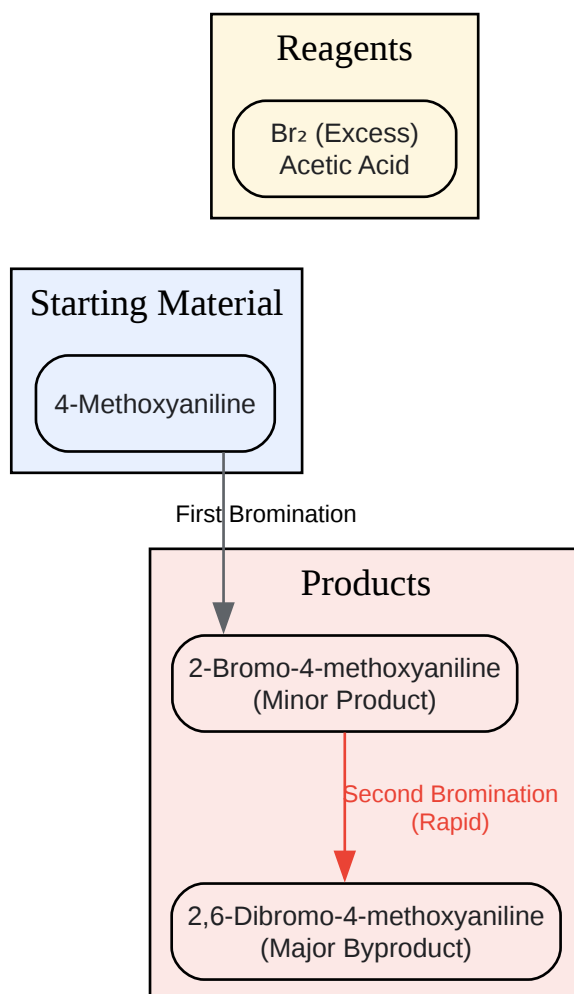 Reagents
Br₂ (Excess)
Acetic Acid
Starting Material
4-Methoxyaniline
First Bromination
Products
2-Bromo-4-methoxyaniline
(Minor Product)
Second Bromination
(Rapid)
2,6-Dibromo-4-methoxyaniline
(Major Byproduct)